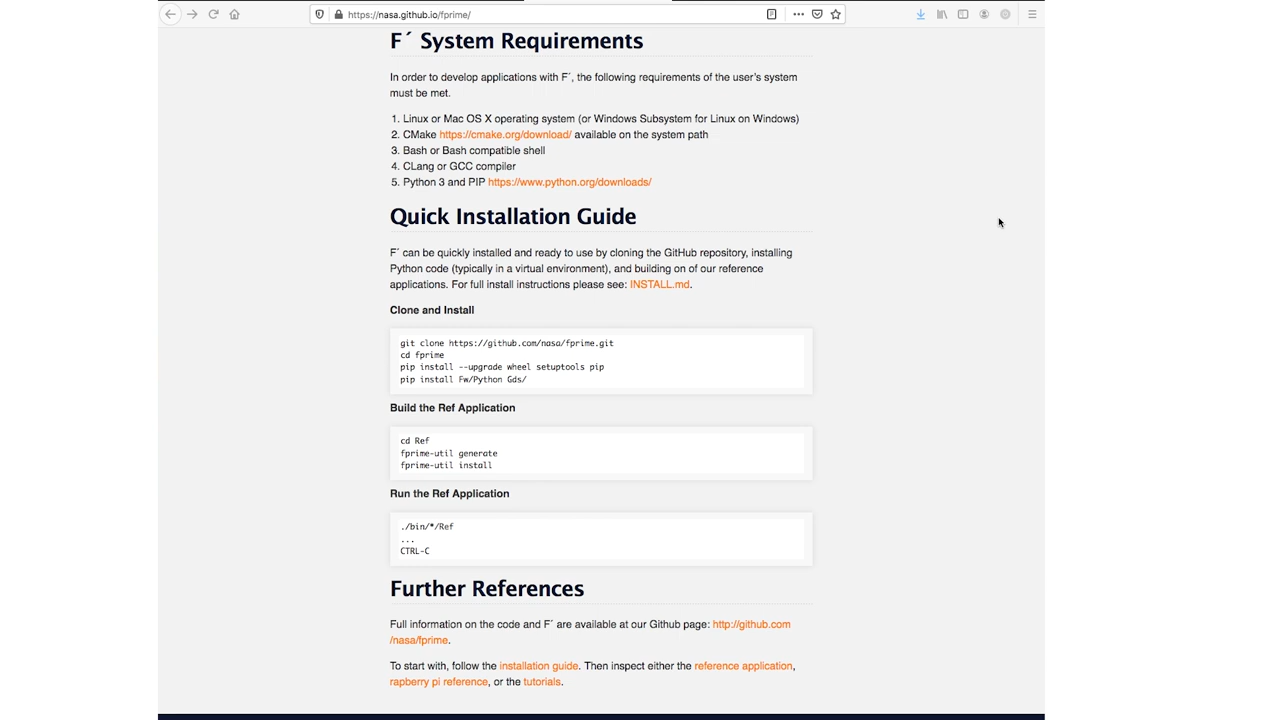 https://nasa.github.io/fprime/
F´ System Requirements
In order to develop applications with F´, the following requirements of the user's system
must be met.
1. Linux or Mac OS X operating system (or Windows Subsystem for Linux on Windows)
2. CMake https://cmake.org/download/ available on the system path
3. Bash or Bash compatible shell
4. CLang or GCC compiler
5. Python 3 and PIP https://www.python.org/downloads/
Quick Installation Guide
F´ can be quickly installed and ready to use by cloning the GitHub repository, installing
Python code (typically in a virtual environment), and building on of our reference
applications. For full install instructions please see: INSTALL.md.
Clone and Install
git clone https://github.com/nasa/fprime.git
cd fprime
pip install --upgrade wheel setuptools pip
pip install Fw/Python Gds/
Build the Ref Application
cd Ref
fprime-util generate
fprime-util install
Run the Ref Application
./bin/*/Ref
...
CTRL-C
Further References
Full information on the code and F´ are available at our Github page: http://github.com
/nasa/fprime.
To start with, follow the installation guide. Then inspect either the reference application,
rapberry pi reference, or the tutorials.